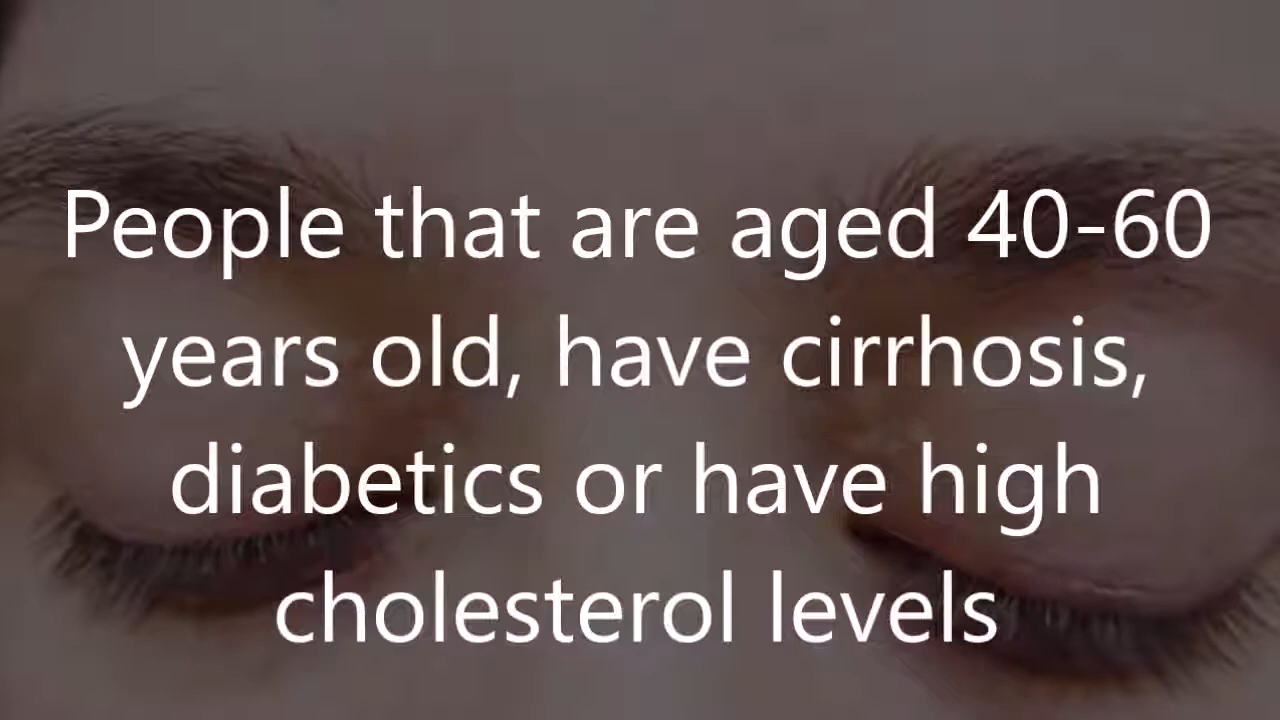 People that are aged 40-60
years old, have cirrhosis,
diabetics or have high
cholesterol levels